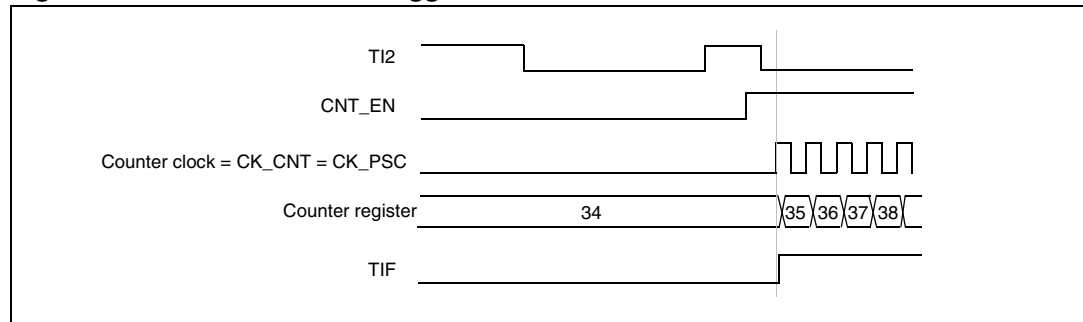 TI2
CNT_EN
Counter clock = CK_CNT = CK_PSC
Counter register 34 35 36 37 38
TIF